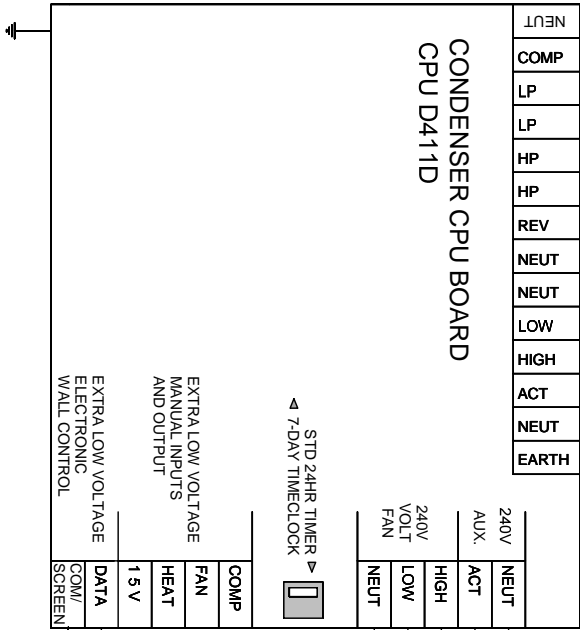 NEUT
COMP
LP
LP
HP
HP
REV
NEUT
NEUT
LOW
HIGH
ACT
NEUT
EARTH
CONDENSER CPU BOARD
CPU D411D
240V
AUX.
NEUT
ACT
240V
VOLT
FAN
HIGH
LOW
NEUT
STD 24HR TIMER
7-DAY TIMECLOCK
EXTRA LOW VOLTAGE
MANUAL INPUTS
AND OUTPUT
COMP
FAN
HEAT
1 5 V
EXTRA LOW VOLTAGE
ELECTRONIC
WALL CONTROL
DATA
COM/
SCREEN